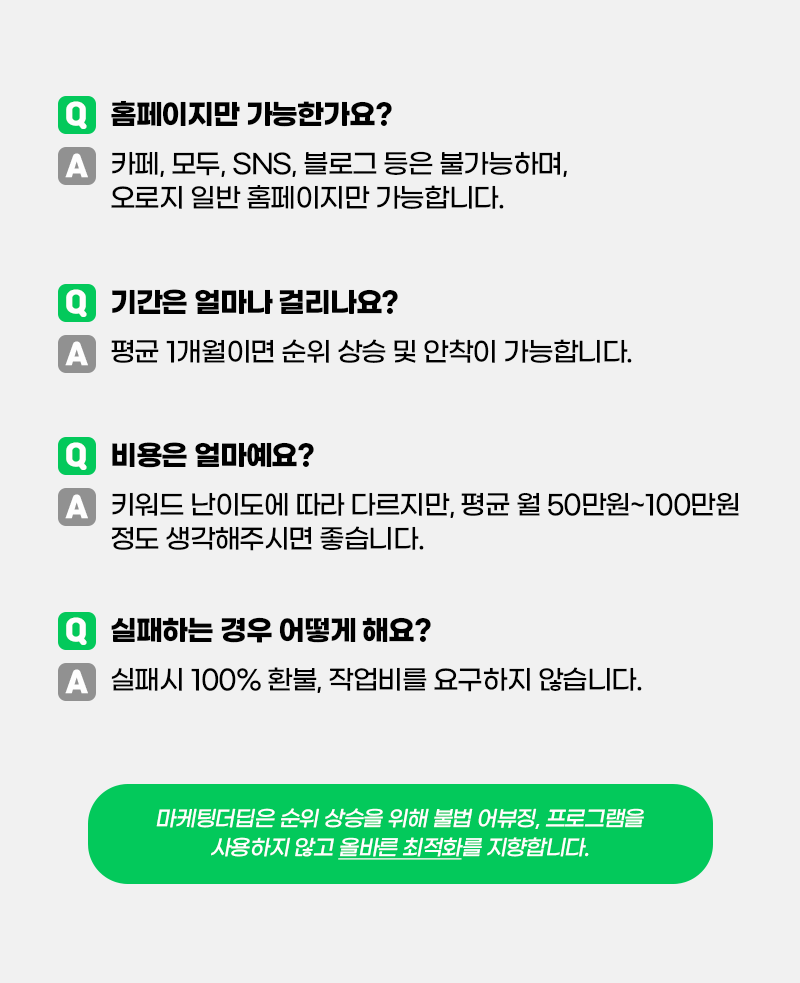 Q 홈페이지만 가능한가요?
A 카페, 모두, SNS, 블로그 등은 불가능하며,
오로지 일반 홈페이지만 가능합니다.
Q 기간은 얼마나 걸리나요?
A 평균 1개월이면 순위 상승 및 안착이 가능합니다.
Q 비용은 얼마예요?
A 키워드 난이도에 따라 다르지만, 평균 월 50만원~100만원
정도 생각해주시면 좋습니다.
Q 실패하는 경우 어떻게 해요?
A 실패시 100% 환불, 작업비를 요구하지 않습니다.
마케팅더딥은 순위 상승을 위해 불법 어뷰징, 프로그램을
사용하지 않고 올바른 최적화를 지향합니다.